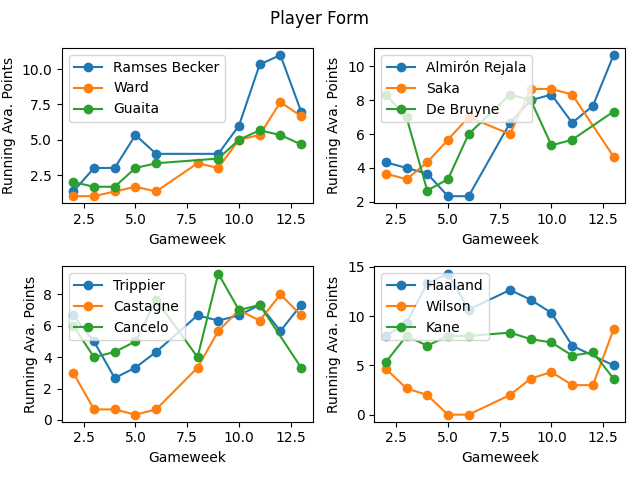 Player Form
Running Ava. Points
10.0
7.5
5.0
2.5
Ramses Becker
Ward
Guaita
2.5 5.0 7.5 10.0 12.5
Gameweek
Running Ava. Points
10
8
6
4
2
Almirón Rejala
Saka
De Bruyne
2.5 5.0 7.5 10.0 12.5
Gameweek
Running Ava. Points
8
6
4
2
0
Trippier
Castagne
Cancelo
2.5 5.0 7.5 10.0 12.5
Gameweek
Running Ava. Points
15
10
5
0
Haaland
Wilson
Kane
2.5 5.0 7.5 10.0 12.5
Gameweek